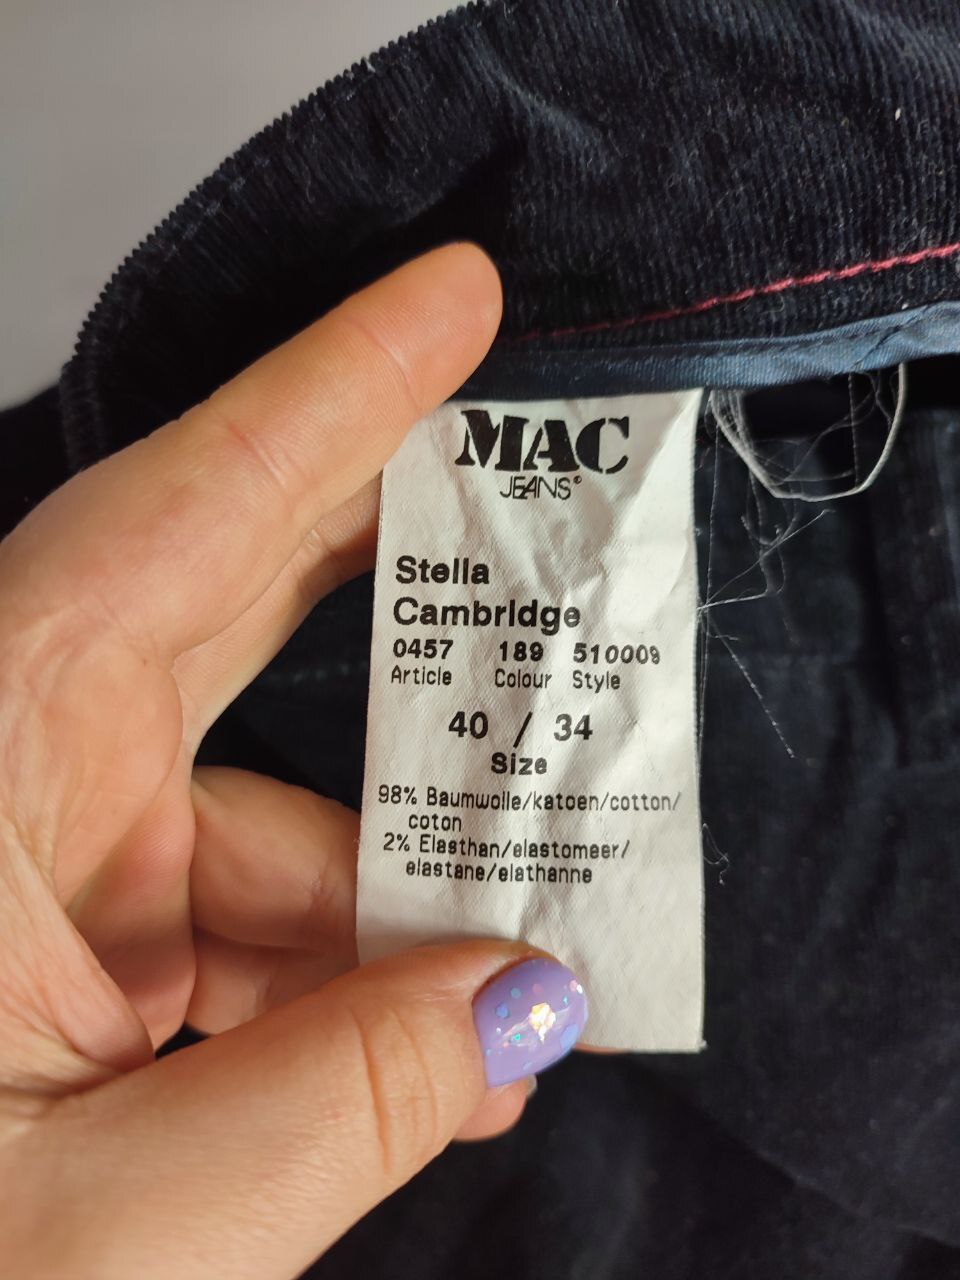 MAC
JEANS®
Stella
Cambridge
0457 189 510009
Article Colour Style
40 / 34
Size
98% Baumwolle/katoen/cotton/
coton
2% Elasthan/elastomeer/
elastane/elathanne